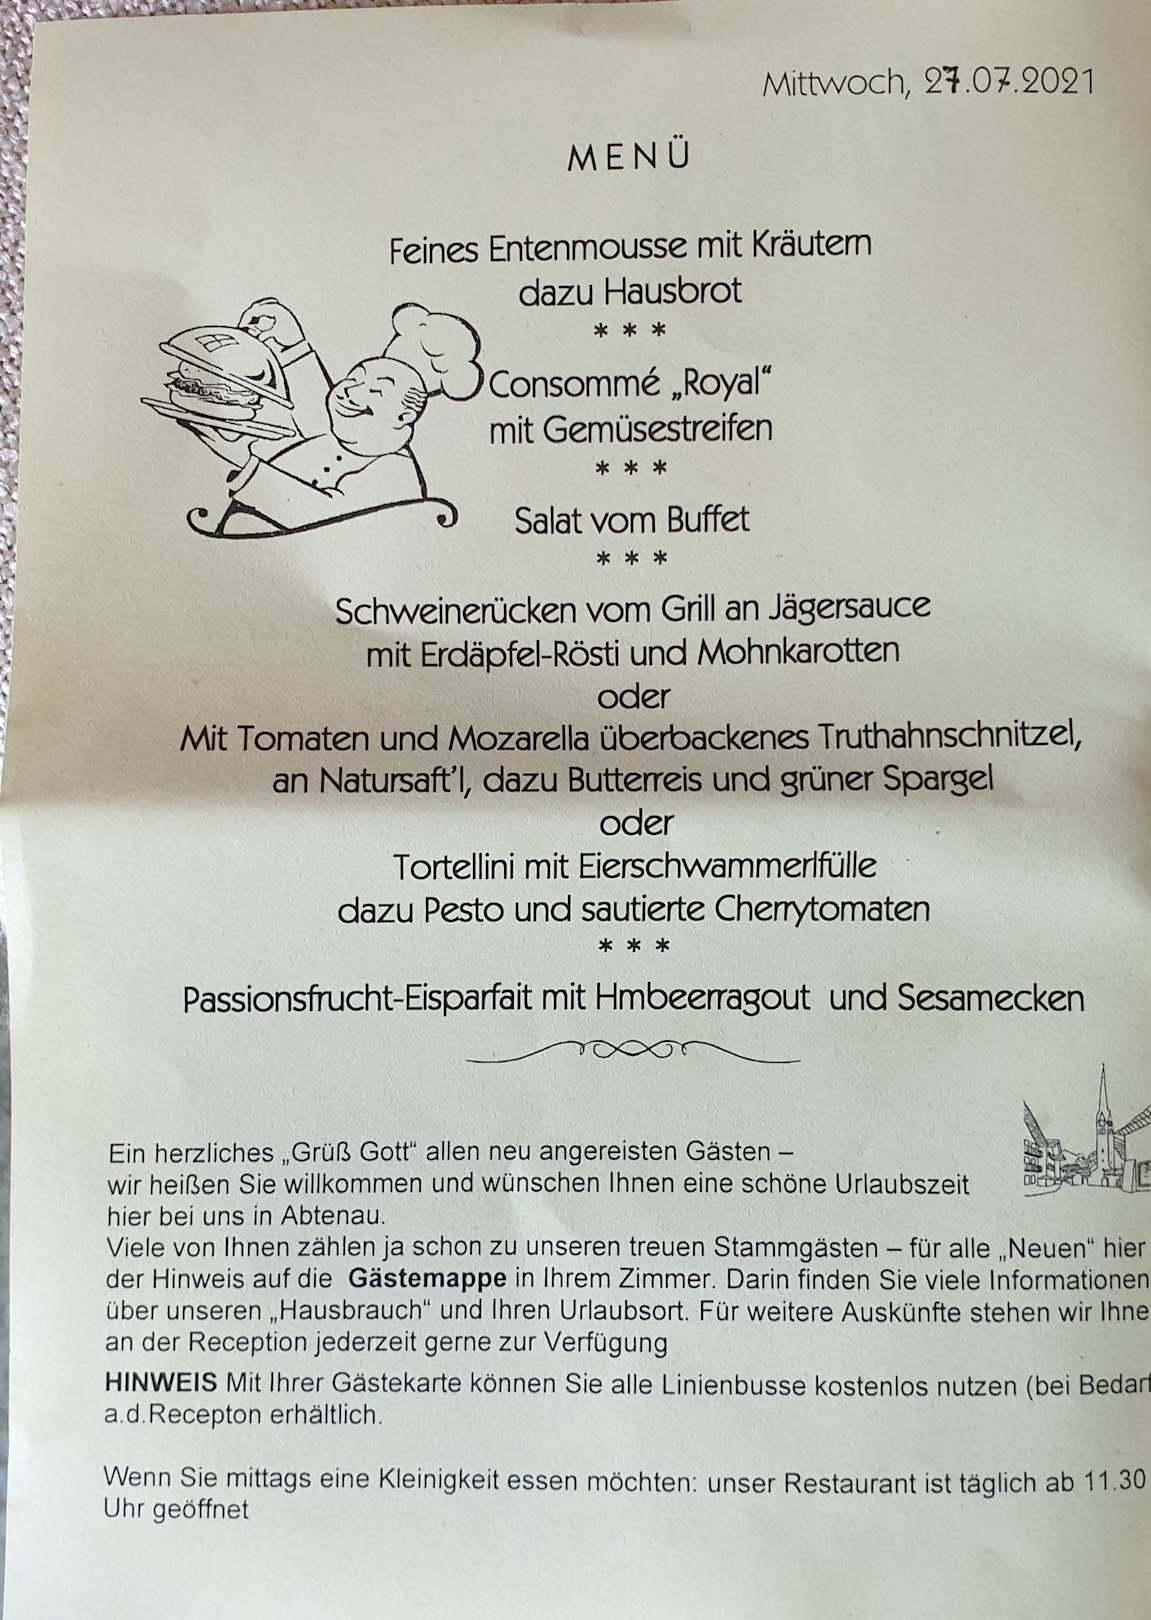 Mittwoch, 27.07.2021
MENÜ
Feines Entenmousse mit Kräutern
dazu Hausbrot
* * *
Consommé „Royal“
mit Gemüsestreifen
* * *
Salat vom Buffet
* * *
Schweinerücken vom Grill an Jägersauce
mit Erdäpfel-Rösti und Mohnkarotten
oder
Mit Tomaten und Mozarella überbackenes Truthahnschnitzel,
an Natursaft'l, dazu Butterreis und grüner Spargel
oder
Tortellini mit Eierschwammerlfülle
dazu Pesto und sautierte Cherrytomaten
* * *
Passionsfrucht-Eisparfait mit Hmbeerragout und Sesamecken
Ein herzliches „Grüß Gott“ allen neu angereisten Gästen –
wir heißen Sie willkommen und wünschen Ihnen eine schöne Urlaubszeit
hier bei uns in Abtenau.
Viele von Ihnen zählen ja schon zu unseren treuen Stammgästen – für alle „Neuen“ hier
der Hinweis auf die Gästemappe in Ihrem Zimmer. Darin finden Sie viele Informationen
über unseren „Hausbrauch“ und Ihren Urlaubsort. Für weitere Auskünfte stehen wir Ihne
an der Reception jederzeit gerne zur Verfügung
HINWEIS Mit Ihrer Gästekarte können Sie alle Linienbusse kostenlos nutzen (bei Bedarf
a.d.Recepton erhältlich.
Wenn Sie mittags eine Kleinigkeit essen möchten: unser Restaurant ist täglich ab 11.30
Uhr geöffnet